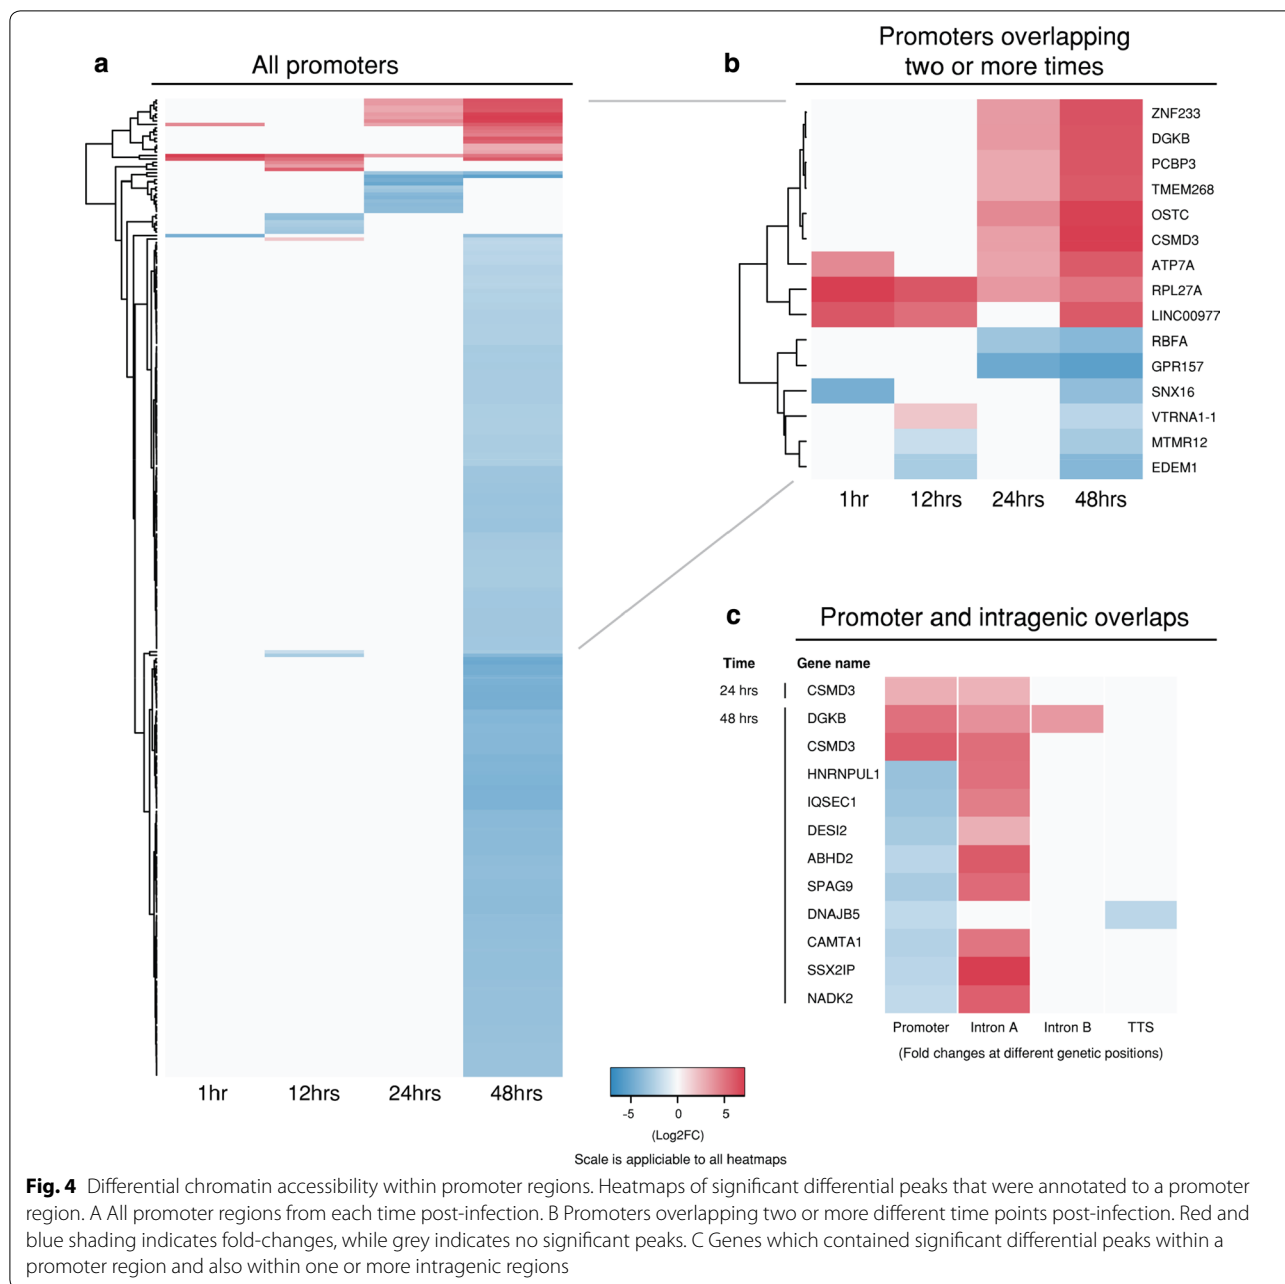 a
All promoters
1hr
12hrs
24hrs
48hrs
b
Promoters overlapping
two or more times
ZNF233
DGKB
PCBP3
TMEM268
OSTC
CSMD3
ATP7A
RPL27A
LINC00977
RBFA
GPR157
SNX16
VTRNA1-1
MTMR12
EDEM1
1hr
12hrs
24hrs
48hrs
c
Promoter and intragenic overlaps
Time
Gene name
24 hrs
CSMD3
48 hrs
DGKB
CSMD3
HNRNPUL1
IQSEC1
DESI2
ABHD2
SPAG9
DNAJB5
CAMTA1
SSX2IP
NADK2
Promoter
Intron A
Intron B
TTS
(Fold changes at different genetic positions)
-5
0
5
(Log2FC)
Scale is appliciable to all heatmaps
Fig. 4 Differential chromatin accessibility within promoter regions. Heatmaps of significant differential peaks that were annotated to a promoter
region. A All promoter regions from each time post-infection. B Promoters overlapping two or more different time points post-infection. Red and
blue shading indicates fold-changes, while grey indicates no significant peaks. C Genes which contained significant differential peaks within a
promoter region and also within one or more intragenic regions